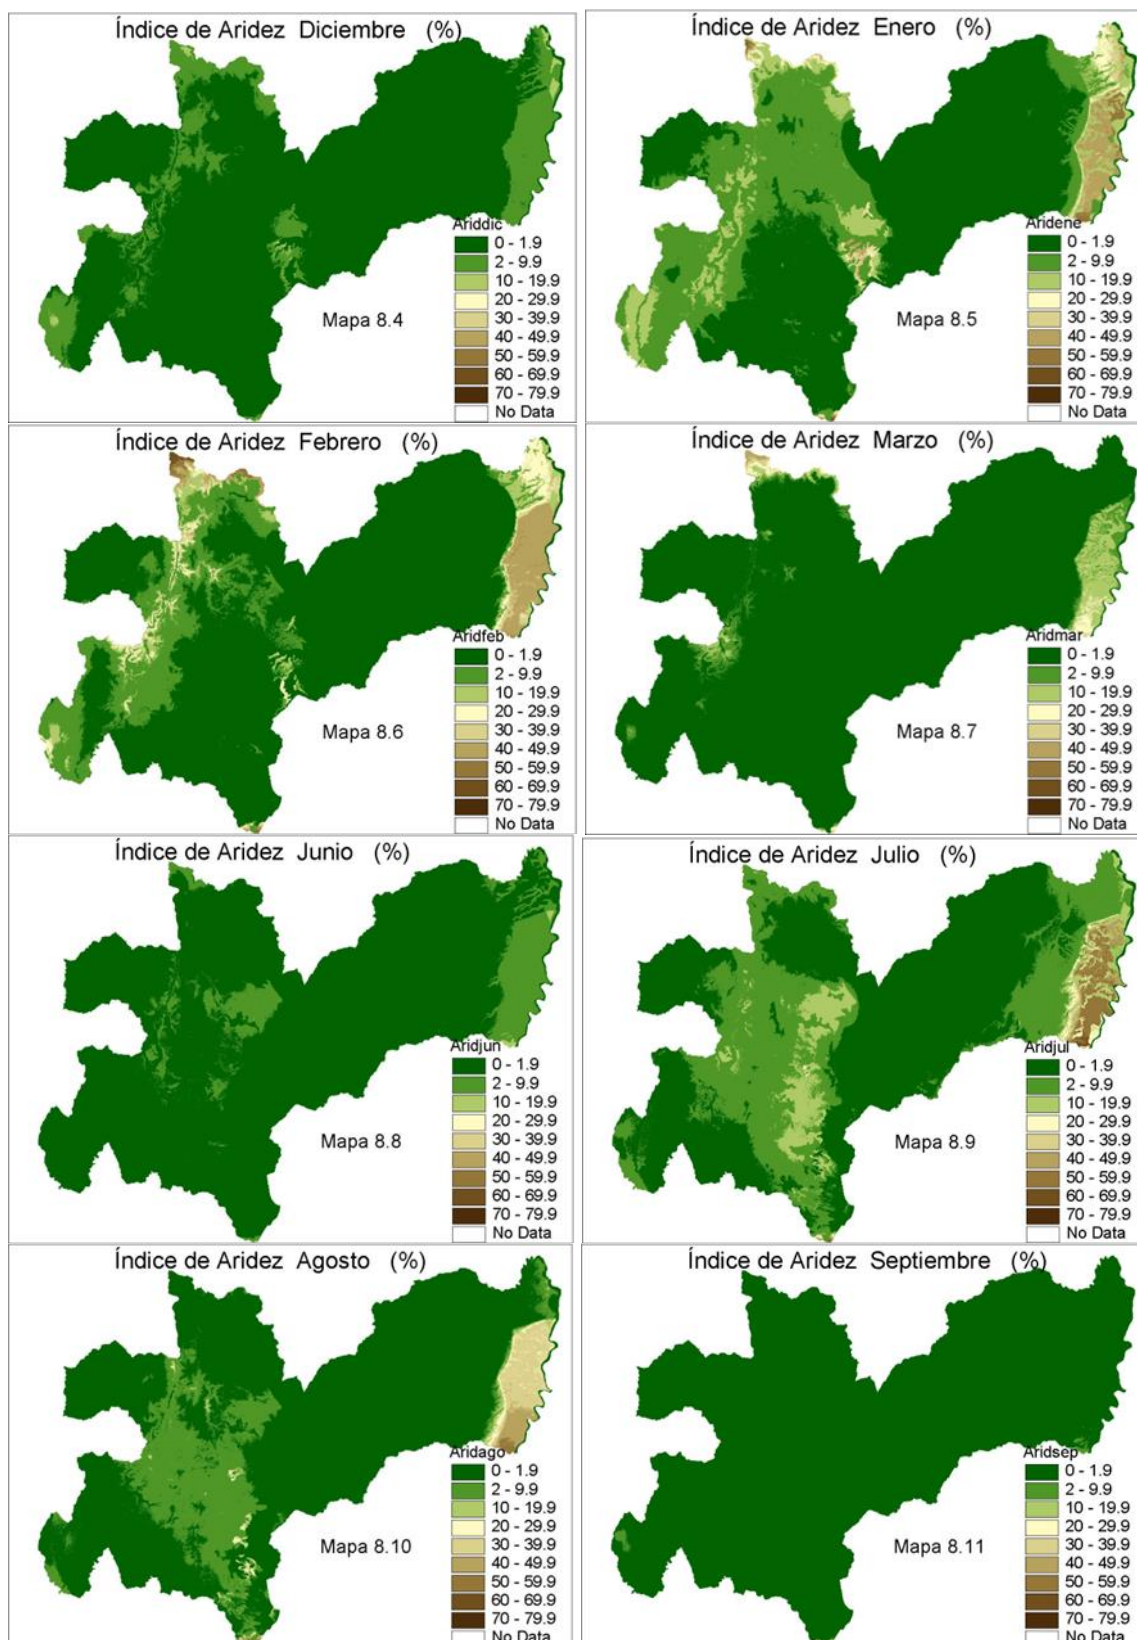 Índice de Aridez Diciembre (%)
Ariddic
0 - 1.9
2 - 9.9
10 - 19.9
20 - 29.9
30 - 39.9
40 - 49.9
50 - 59.9
60 - 69.9
70 - 79.9
No Data
Mapa 8.4
Índice de Aridez Enero (%)
Aridene
0 - 1.9
2 - 9.9
10 - 19.9
20 - 29.9
30 - 39.9
40 - 49.9
50 - 59.9
60 - 69.9
70 - 79.9
No Data
Mapa 8.5
Índice de Aridez Febrero (%)
Aridfeb
0 - 1.9
2 - 9.9
10 - 19.9
20 - 29.9
30 - 39.9
40 - 49.9
50 - 59.9
60 - 69.9
70 - 79.9
No Data
Mapa 8.6
Índice de Aridez Marzo (%)
Aridmar
0 - 1.9
2 - 9.9
10 - 19.9
20 - 29.9
30 - 39.9
40 - 49.9
50 - 59.9
60 - 69.9
70 - 79.9
No Data
Mapa 8.7
Índice de Aridez Junio (%)
Aridjun
0 - 1.9
2 - 9.9
10 - 19.9
20 - 29.9
30 - 39.9
40 - 49.9
50 - 59.9
60 - 69.9
70 - 79.9
No Data
Mapa 8.8
Índice de Aridez Julio (%)
Aridjul
0 - 1.9
2 - 9.9
10 - 19.9
20 - 29.9
30 - 39.9
40 - 49.9
50 - 59.9
60 - 69.9
70 - 79.9
No Data
Mapa 8.9
Índice de Aridez Agosto (%)
Aridago
0 - 1.9
2 - 9.9
10 - 19.9
20 - 29.9
30 - 39.9
40 - 49.9
50 - 59.9
60 - 69.9
70 - 79.9
No Data
Mapa 8.10
Índice de Aridez Septiembre (%)
Aridsep
0 - 1.9
2 - 9.9
10 - 19.9
20 - 29.9
30 - 39.9
40 - 49.9
50 - 59.9
60 - 69.9
70 - 79.9
No Data
Mapa 8.11